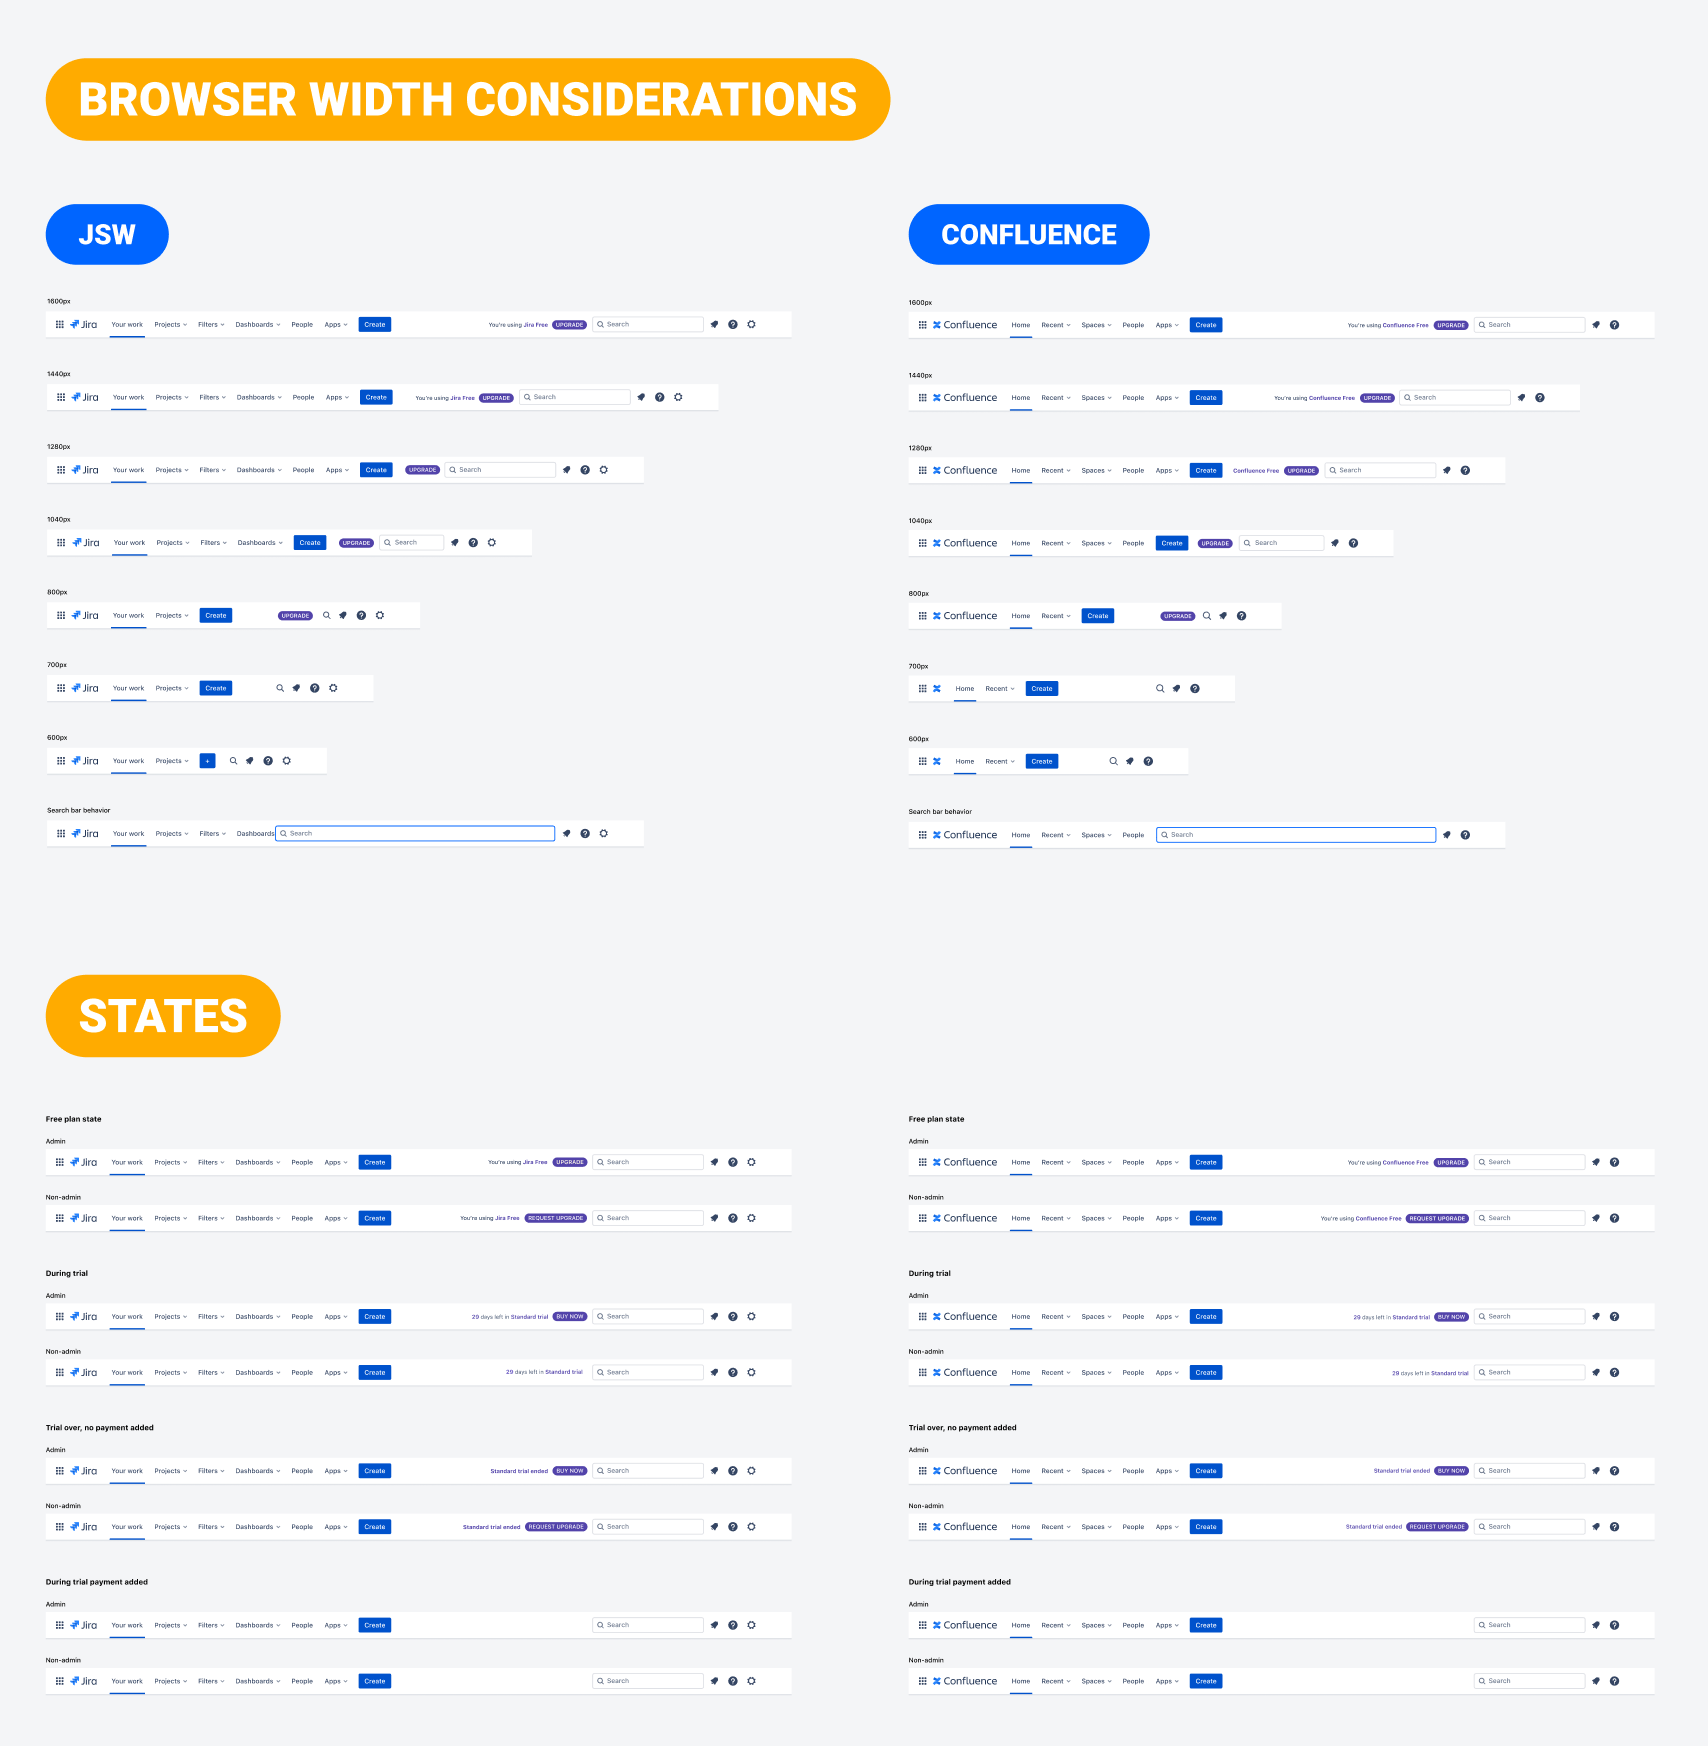 BROWSER WIDTH CONSIDERATIONS
JSW
1600px
Jira Your work Projects Filters Dashboards People Apps Create You're using Jira Free UPGRADE Search
1440px
Jira Your work Projects Filters Dashboards People Apps Create You're using Jira Free UPGRADE Search
1280px
Jira Your work Projects Filters Dashboards People Apps Create UPGRADE Search
1040px
Jira Your work Projects Filters Dashboards Create UPGRADE Search
800px
Jira Your work Projects Create UPGRADE
700px
Jira Your work Projects Create
600px
Jira Your work Projects +
Search bar behavior
Jira Your work Projects Filters Dashboards Search
CONFLUENCE
1600px
Confluence Home Recent Spaces People Apps Create You're using Confluence Free UPGRADE Search
1440px
Confluence Home Recent Spaces People Apps Create You're using Confluence Free UPGRADE Search
1280px
Confluence Home Recent Spaces People Apps Create Confluence Free UPGRADE Search
1040px
Confluence Home Recent Spaces People Create UPGRADE Search
800px
Confluence Home Recent Create UPGRADE
700px
Home Recent Create
600px
Home Recent Create
Search bar behavior
Confluence Home Recent Spaces People Search
STATES
Free plan state
Admin
Jira Your work Projects Filters Dashboards People Apps Create You're using Jira Free UPGRADE Search
Non-admin
Jira Your work Projects Filters Dashboards People Apps Create You're using Jira Free REQUEST UPGRADE Search
During trial
Admin
Jira Your work Projects Filters Dashboards People Apps Create 29 days left in Standard trial BUY NOW Search
Non-admin
Jira Your work Projects Filters Dashboards People Apps Create 29 days left in Standard trial Search
Trial over, no payment added
Admin
Jira Your work Projects Filters Dashboards People Apps Create Standard trial ended BUY NOW Search
Non-admin
Jira Your work Projects Filters Dashboards People Apps Create Standard trial ended REQUEST UPGRADE Search
During trial payment added
Admin
Jira Your work Projects Filters Dashboards People Apps Create Search
Non-admin
Jira Your work Projects Filters Dashboards People Apps Create Search
Free plan state
Admin
Confluence Home Recent Spaces People Apps Create You're using Confluence Free UPGRADE Search
Non-admin
Confluence Home Recent Spaces People Apps Create You're using Confluence Free REQUEST UPGRADE Search
During trial
Admin
Confluence Home Recent Spaces People Apps Create 29 days left in Standard trial BUY NOW Search
Non-admin
Confluence Home Recent Spaces People Apps Create 29 days left in Standard trial Search
Trial over, no payment added
Admin
Confluence Home Recent Spaces People Apps Create Standard trial ended BUY NOW Search
Non-admin
Confluence Home Recent Spaces People Apps Create Standard trial ended REQUEST UPGRADE Search
During trial payment added
Admin
Confluence Home Recent Spaces People Apps Create Search
Non-admin
Confluence Home Recent Spaces People Apps Create Search